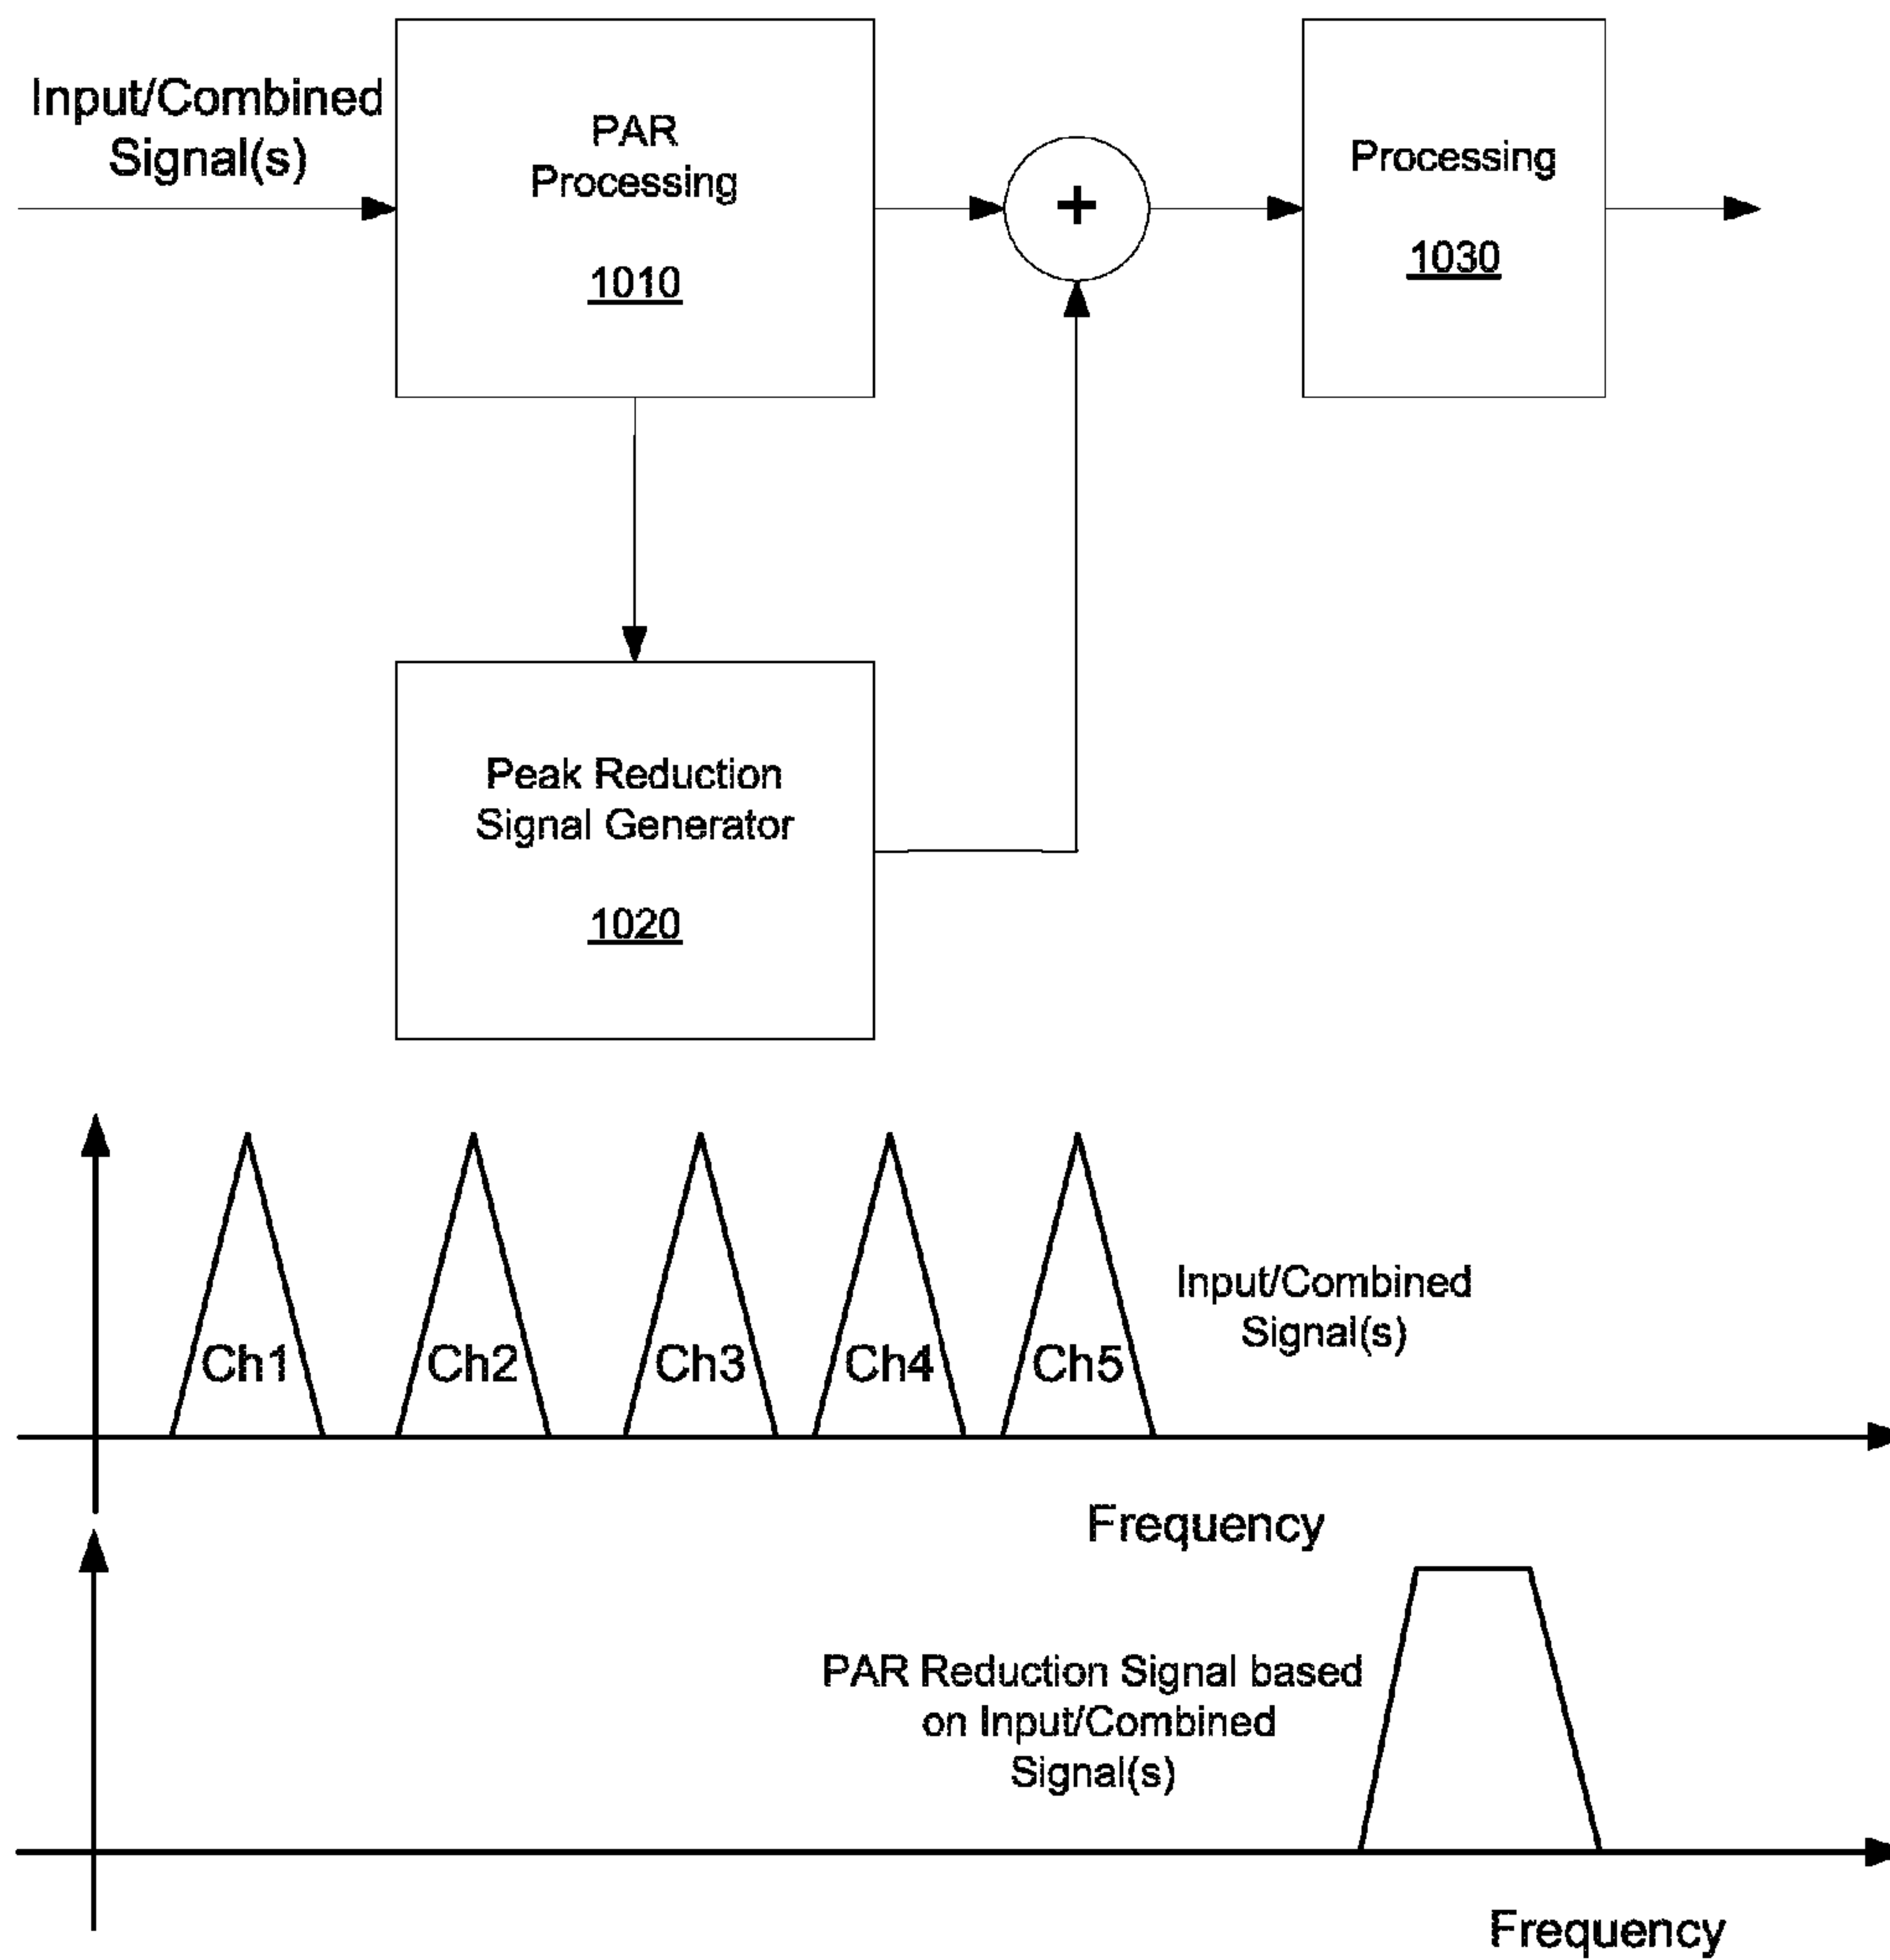 Input/Combined
Signal(s)
PAR
Processing
1010
+
Processing
1030
Peak Reduction
Signal Generator
1020
Ch1
Ch2
Ch3
Ch4
Ch5
Input/Combined
Signal(s)
Frequency
PAR Reduction Signal based
on Input/Combined
Signal(s)
Frequency